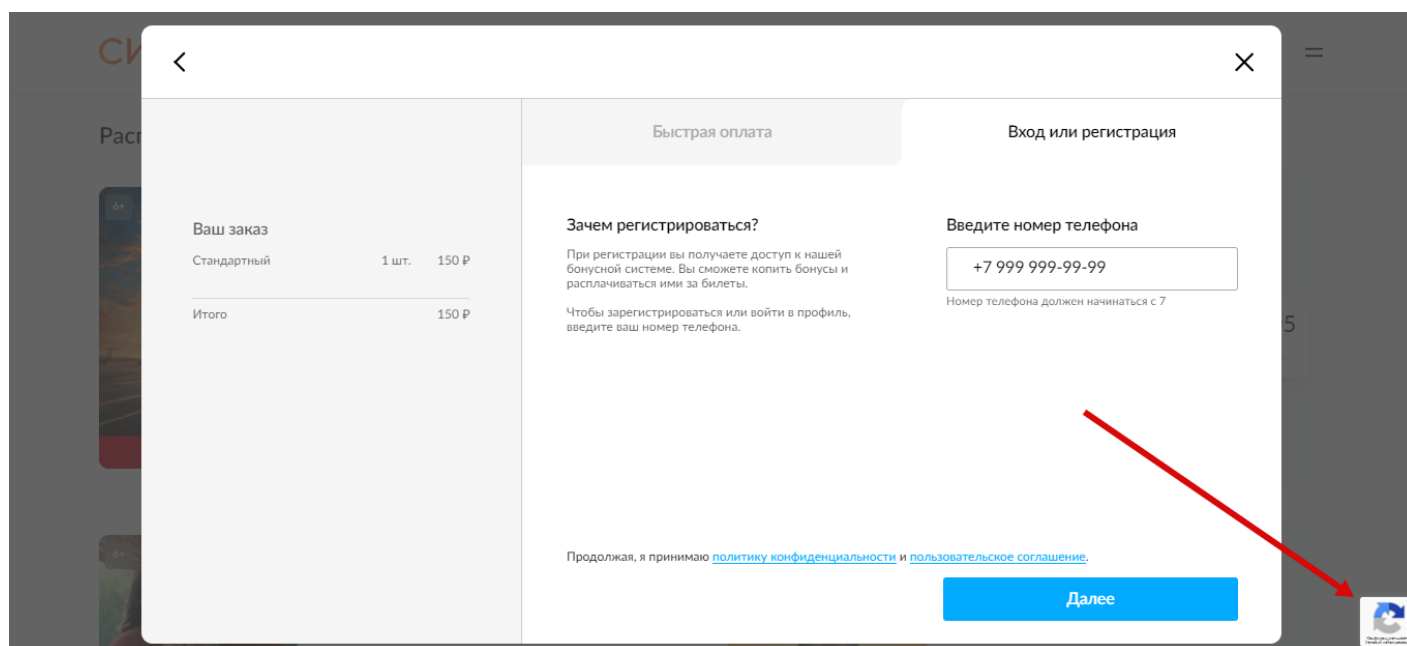 Быстрая оплата
Вход или регистрация
6+
Ваш заказ
Стандартный 1 шт. 150 ₽
Итого 150 ₽
Зачем регистрироваться?
При регистрации вы получаете доступ к нашей
бонусной системе. Вы сможете копить бонусы и
расплачиваться ими за билеты.
Чтобы зарегистрироваться или войти в профиль,
введите ваш номер телефона.
Введите номер телефона
+7 999 999-99-99
Номер телефона должен начинаться с 7
5
6+
Продолжая, я принимаю политику конфиденциальности и пользовательское соглашение.
Далее